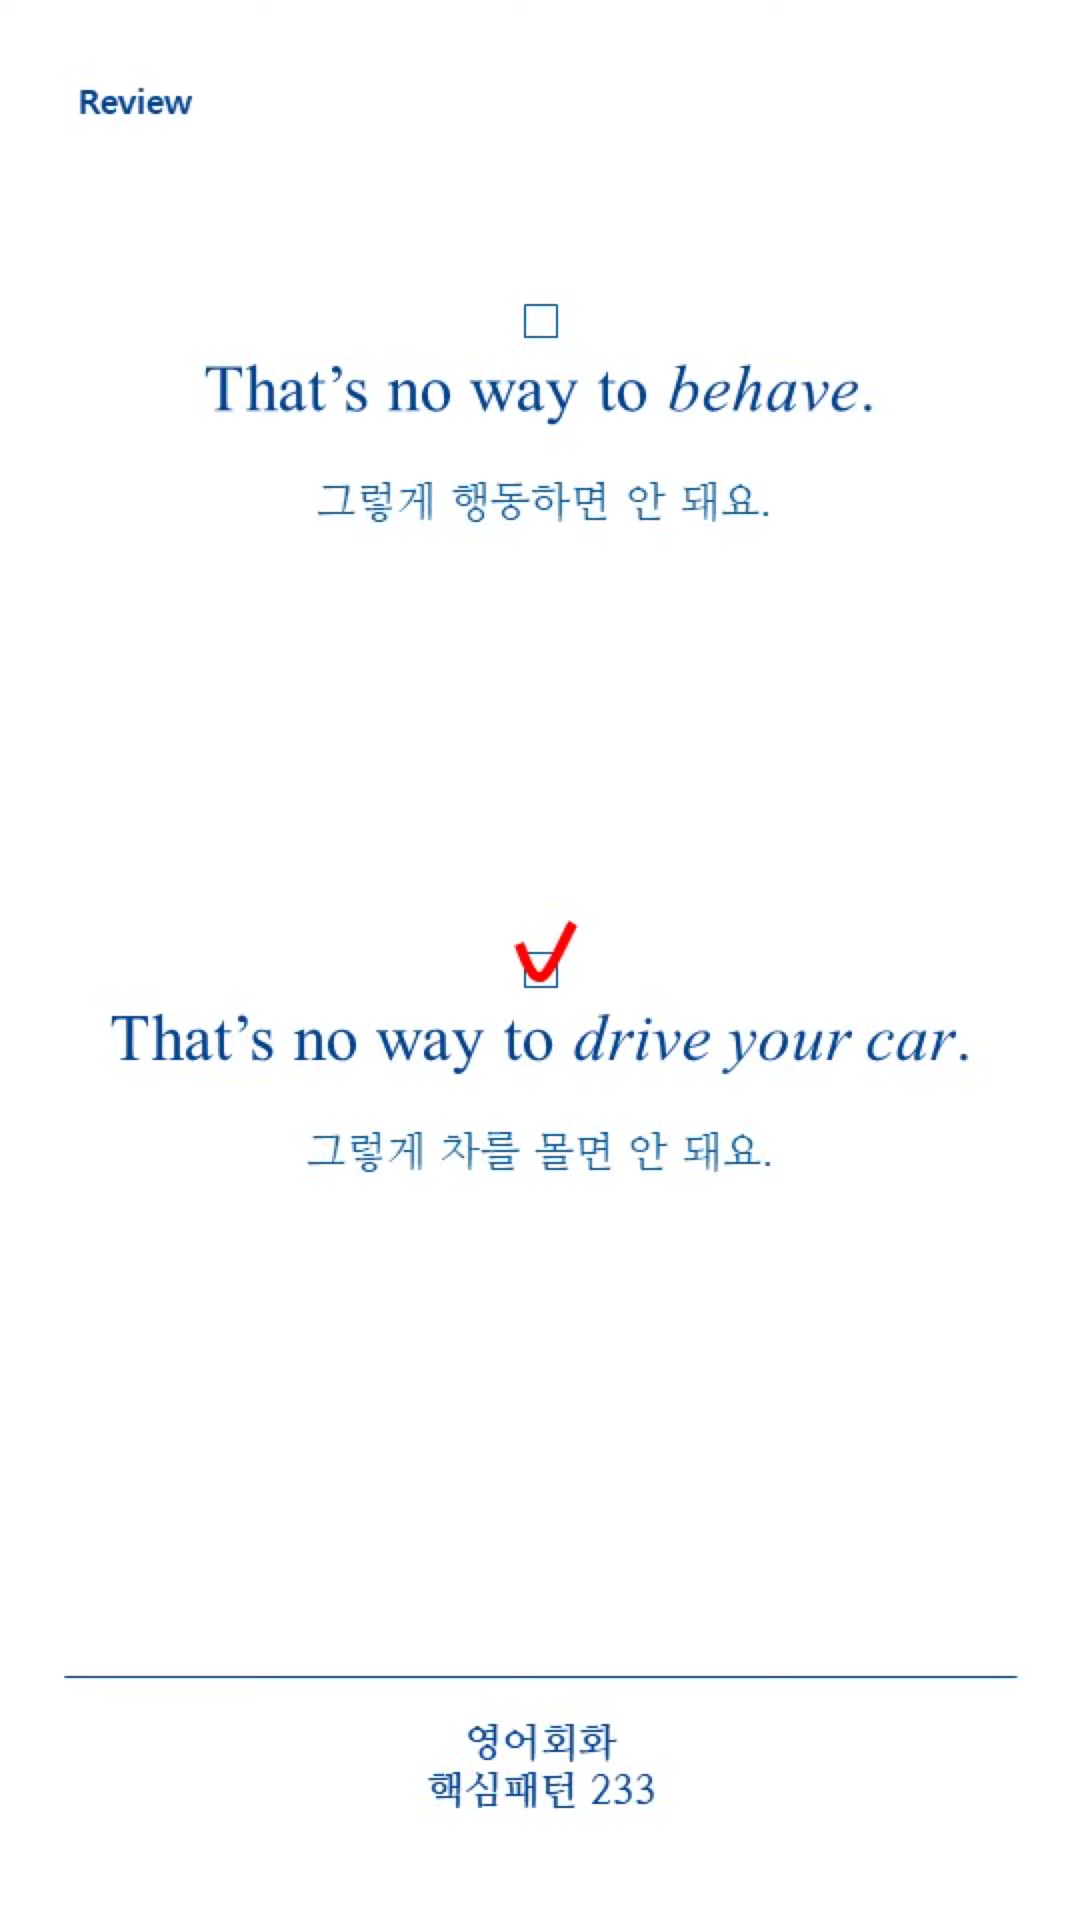 Review
That’s no way to behave.
그렇게 행동하면 안 돼요.
That’s no way to drive your car.
그렇게 차를 몰면 안 돼요.
영어회화
핵심패턴 233